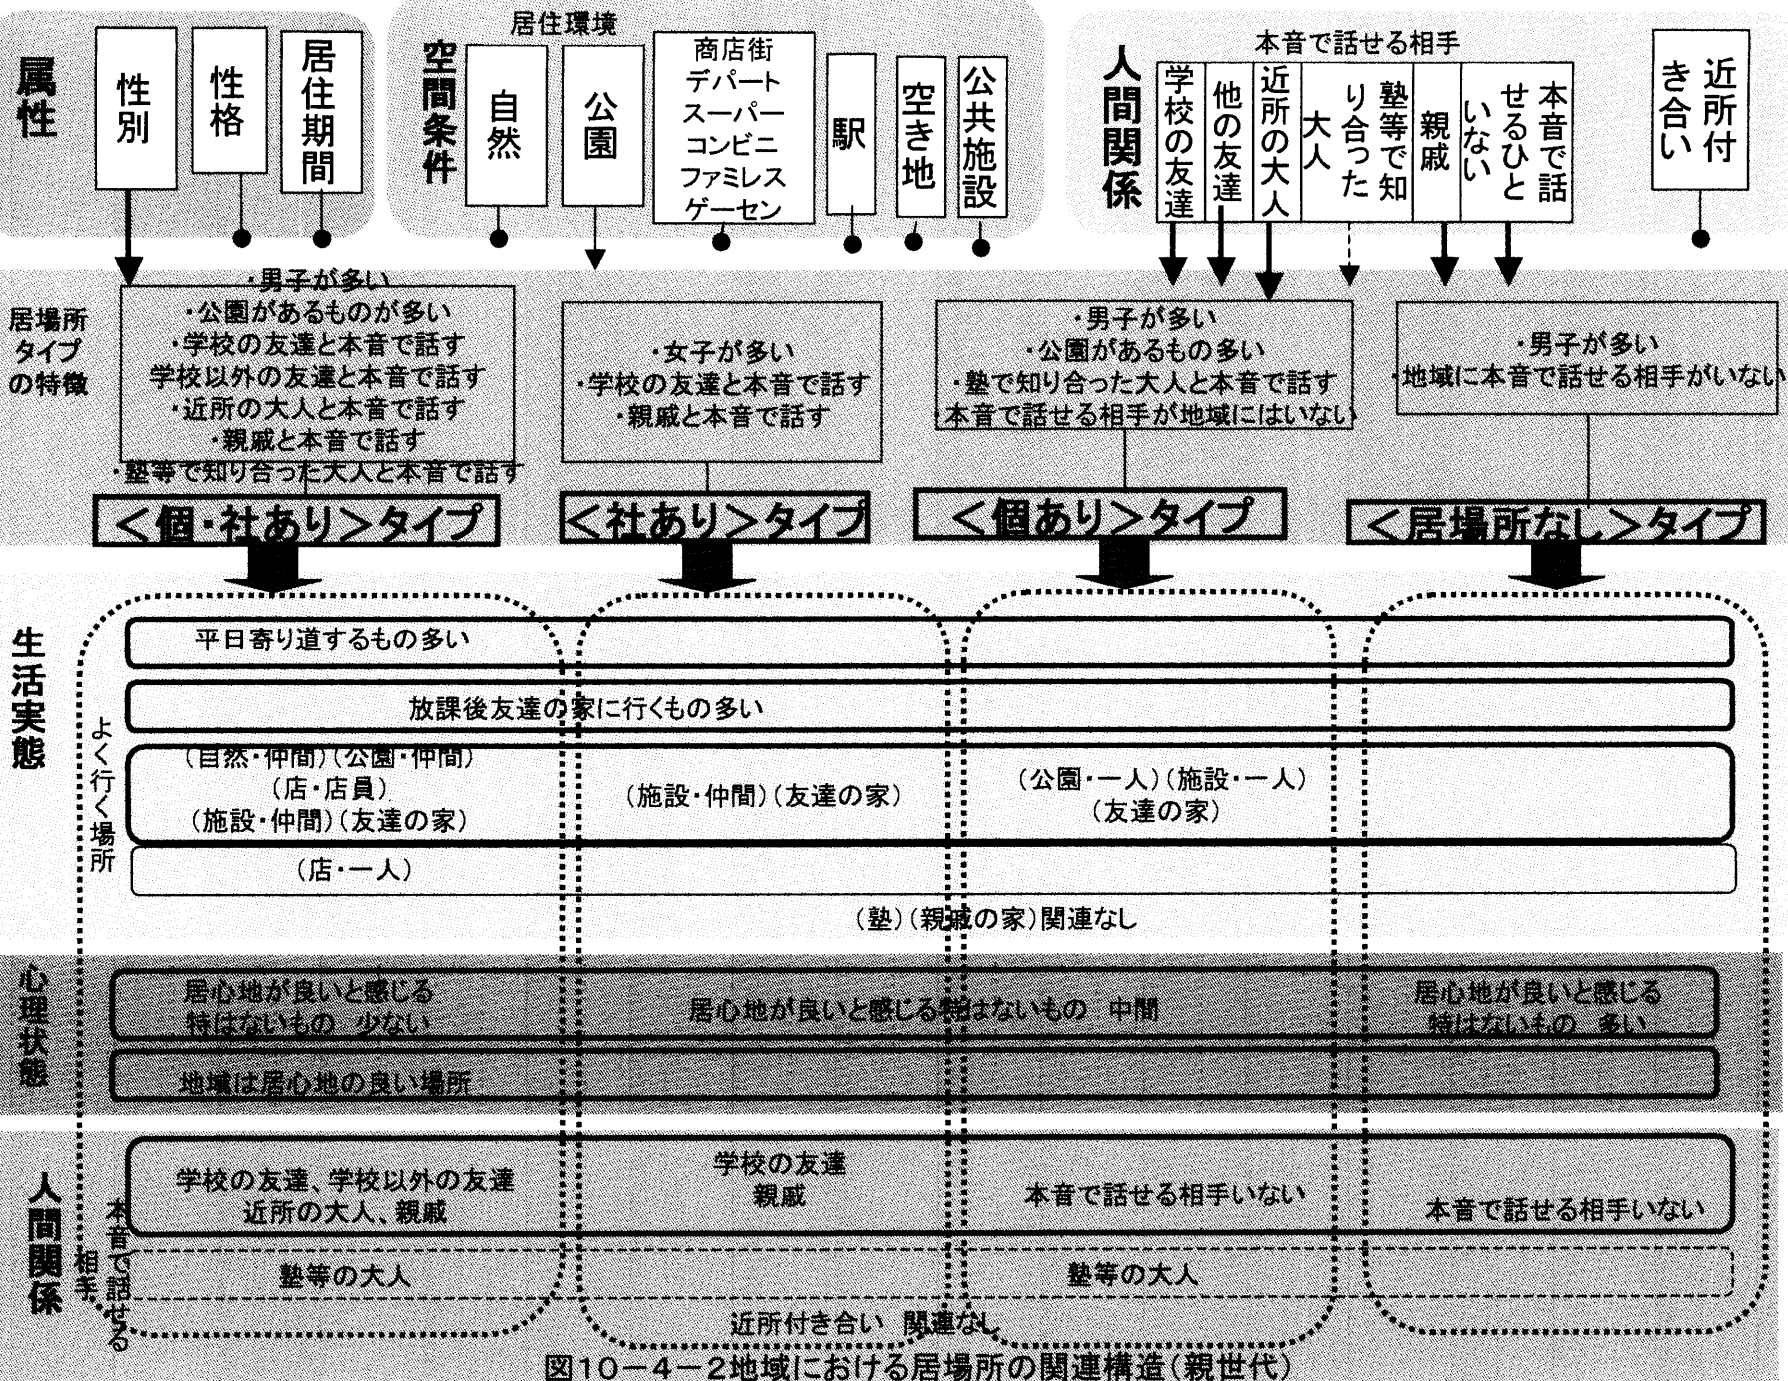 属性
性別
性格
居住期間
空間条件
居住環境
自然
公園
商店街
デパート
スーパー
コンビニ
ファミレス
ゲーセン
駅
空き地
公共施設
人間関係
本音で話せる相手
学校の友達
他の友達
近所の大人
塾等で知
り合った
大人
親戚
本音で話
せるひと
いない
近所付
き合い
居場所
タイプ
の特徴
・男子が多い
・公園があるものが多い
・学校の友達と本音で話す
学校以外の友達と本音で話す
・近所の大人と本音で話す
・親戚と本音で話す
・塾等で知り合った大人と本音で話す
・女子が多い
・学校の友達と本音で話す
・親戚と本音で話す
・男子が多い
・公園があるもの多い
・塾で知り合った大人と本音で話す
・本音で話せる相手が地域にはいない
・男子が多い
・地域に本音で話せる相手がいない
＜個・社あり＞タイプ
＜社あり＞タイプ
＜個あり＞タイプ
＜居場所なし＞タイプ
生活実態
平日寄り道するもの多い
放課後友達の家に行くもの多い
よく行く場所
(自然・仲間)(公園・仲間)
(店・店員)
(施設・仲間)(友達の家)
(施設・仲間)(友達の家)
(公園・一人)(施設・一人)
(友達の家)
(店・一人)
(塾)(親戚の家)関連なし
心理状態
居心地が良いと感じる
特はないもの 少ない
居心地が良いと感じる特はないもの 中間
居心地が良いと感じる
特はないもの 多い
地域は居心地の良い場所
人間関係
本音で話せる
相手
学校の友達、学校以外の友達
近所の大人、親戚
学校の友達
親戚
本音で話せる相手いない
本音で話せる相手いない
塾等の大人
塾等の大人
近所付き合い 関連なし
図10－4－2地域における居場所の関連構造(親世代)